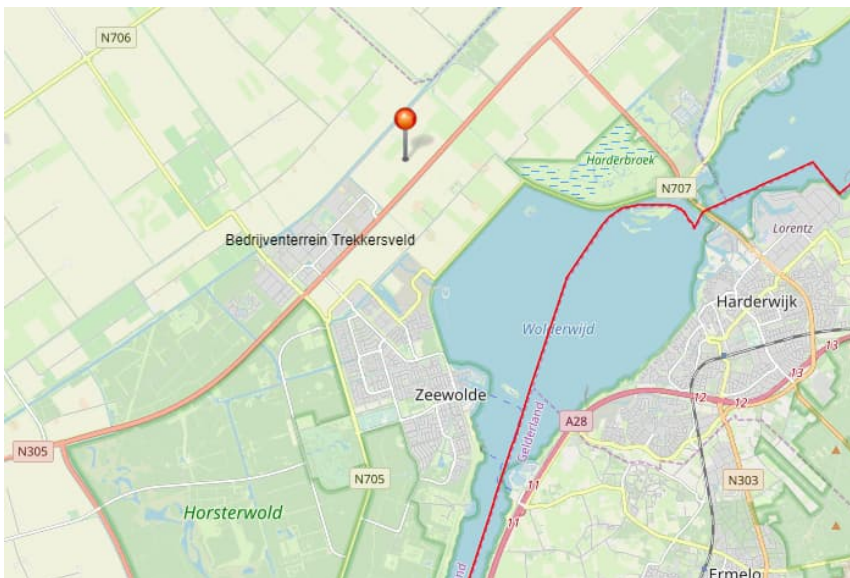 N706
Harderbroek
N707
Bedrijventerrein Trekkersveld
Lorentz
Harderwijk
Wolderwijd
13
13
Zeewolde
12
12
A28
Gelderland
N305
N705
11
N303
Horsterwold
11
Ermelo